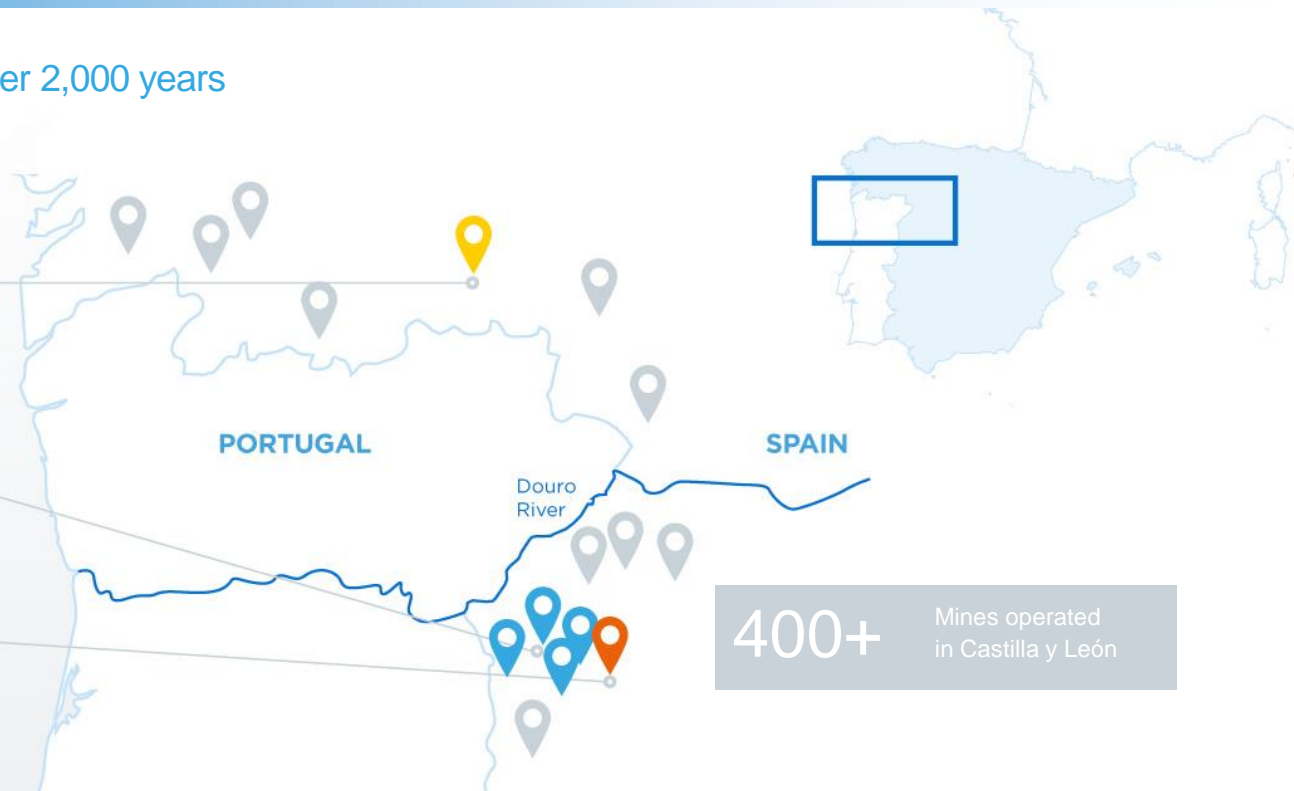 er 2,000 years
PORTUGAL
SPAIN
Douro
River
400+
Mines operated
in Castilla y León